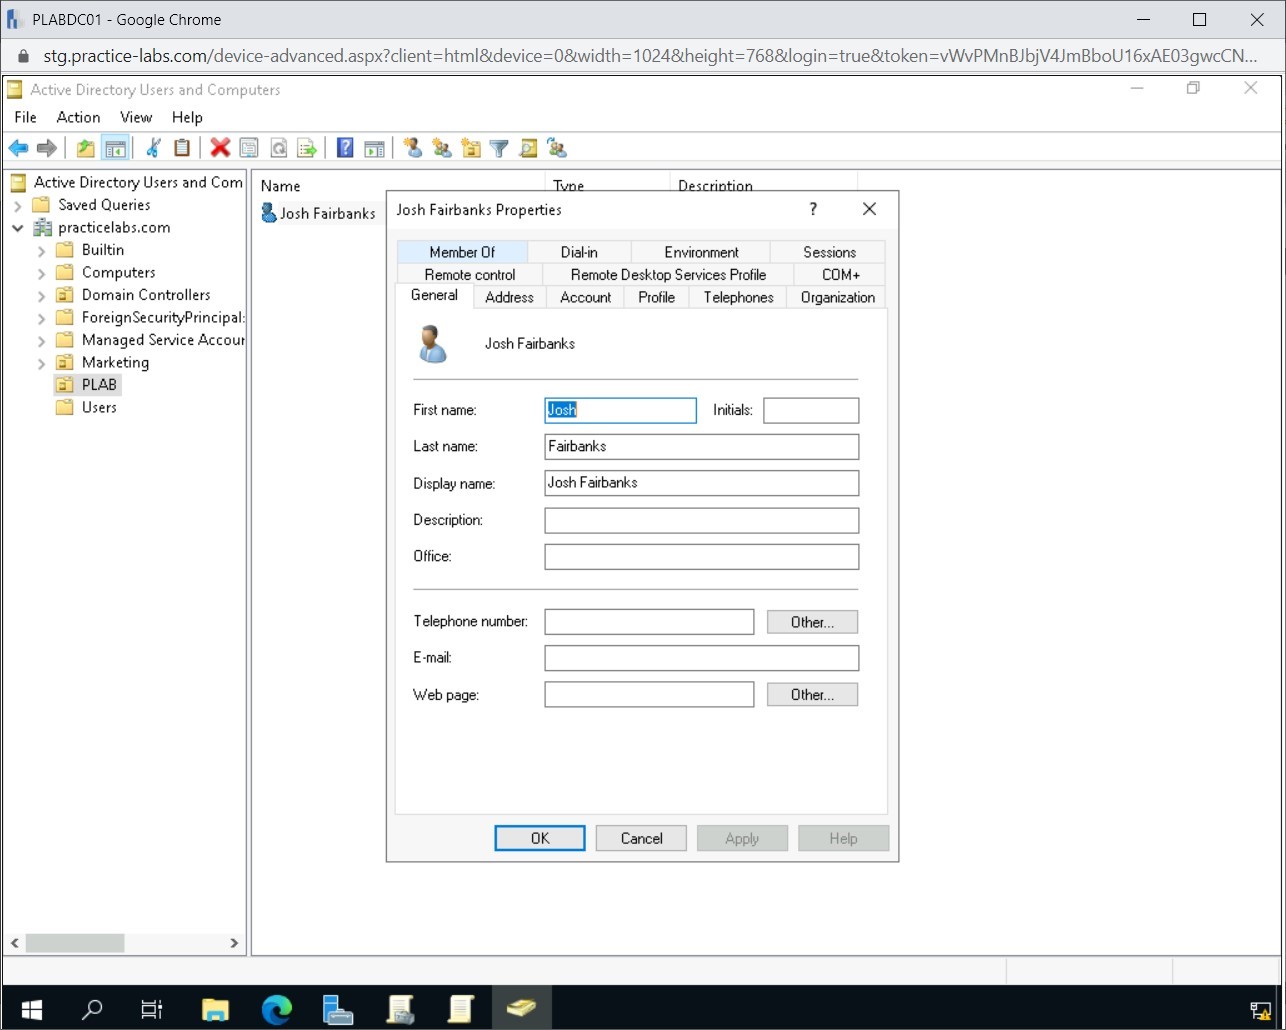 PLABDC01 - Google Chrome
stg.practice-labs.com/device-advanced.aspx?client=html&device=0&width=1024&height=768&login=true&token=vWvPMnBJbjV4JmBboU16xAE03gwcCN...
Active Directory Users and Computers
File Action View Help
Active Directory Users and Com
Saved Queries
practicelabs.com
Builtin
Computers
Domain Controllers
ForeignSecurityPrincipal:
Managed Service Accour
Marketing
PLAB
Users
Name Type Description
Josh Fairbanks
Josh Fairbanks Properties ?
Member Of Dial-in Environment Sessions
Remote control Remote Desktop Services Profile COM+
General Address Account Profile Telephones Organization
Josh Fairbanks
First name: Josh Initials:
Last name: Fairbanks
Display name: Josh Fairbanks
Description:
Office:
Telephone number: Other...
E-mail:
Web page: Other...
OK Cancel Apply Help